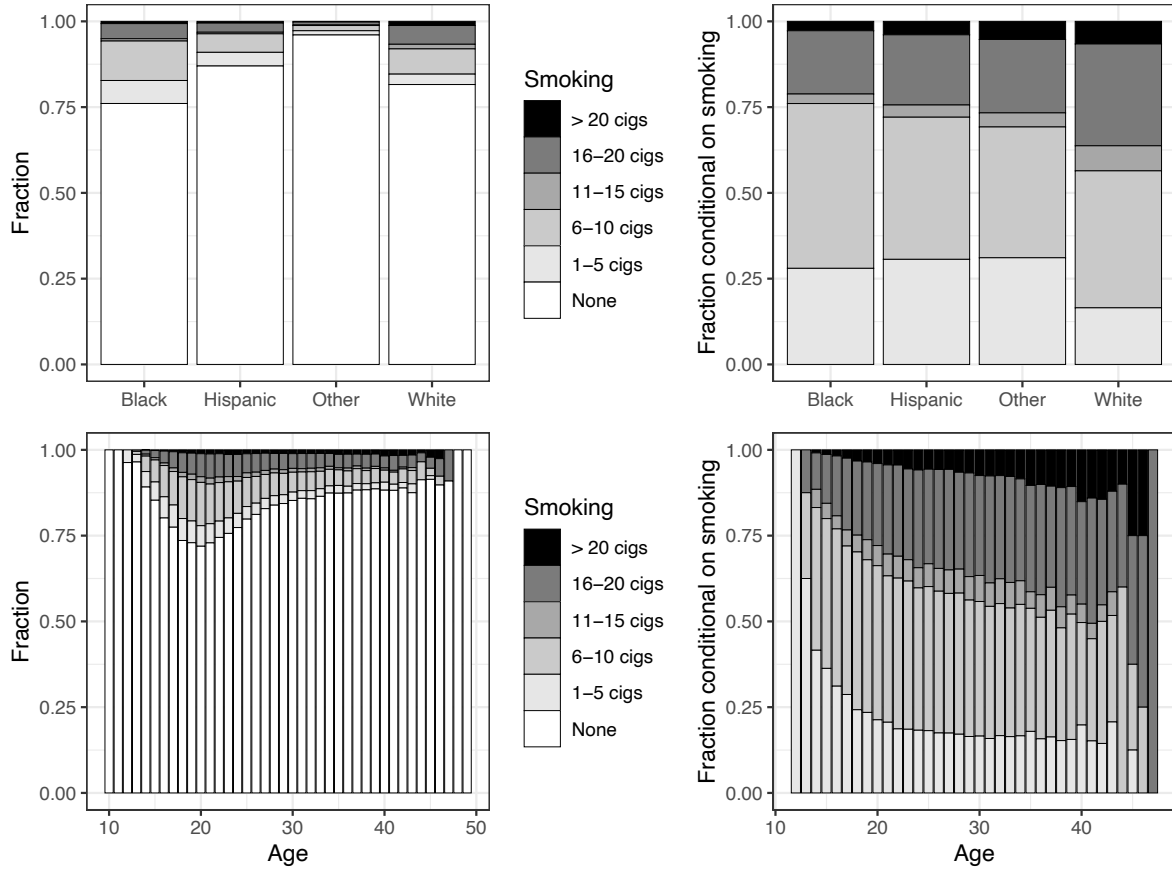 Fraction
1.00
0.75
0.50
0.25
0.00
Black Hispanic Other White
Smoking
> 20 cigs
16–20 cigs
11–15 cigs
6–10 cigs
1–5 cigs
None
Fraction conditional on smoking
1.00
0.75
0.50
0.25
0.00
Black Hispanic Other White
Fraction
1.00
0.75
0.50
0.25
0.00
10 20 30 40 50
Age
Smoking
> 20 cigs
16–20 cigs
11–15 cigs
6–10 cigs
1–5 cigs
None
Fraction conditional on smoking
1.00
0.75
0.50
0.25
0.00
10 20 30 40
Age